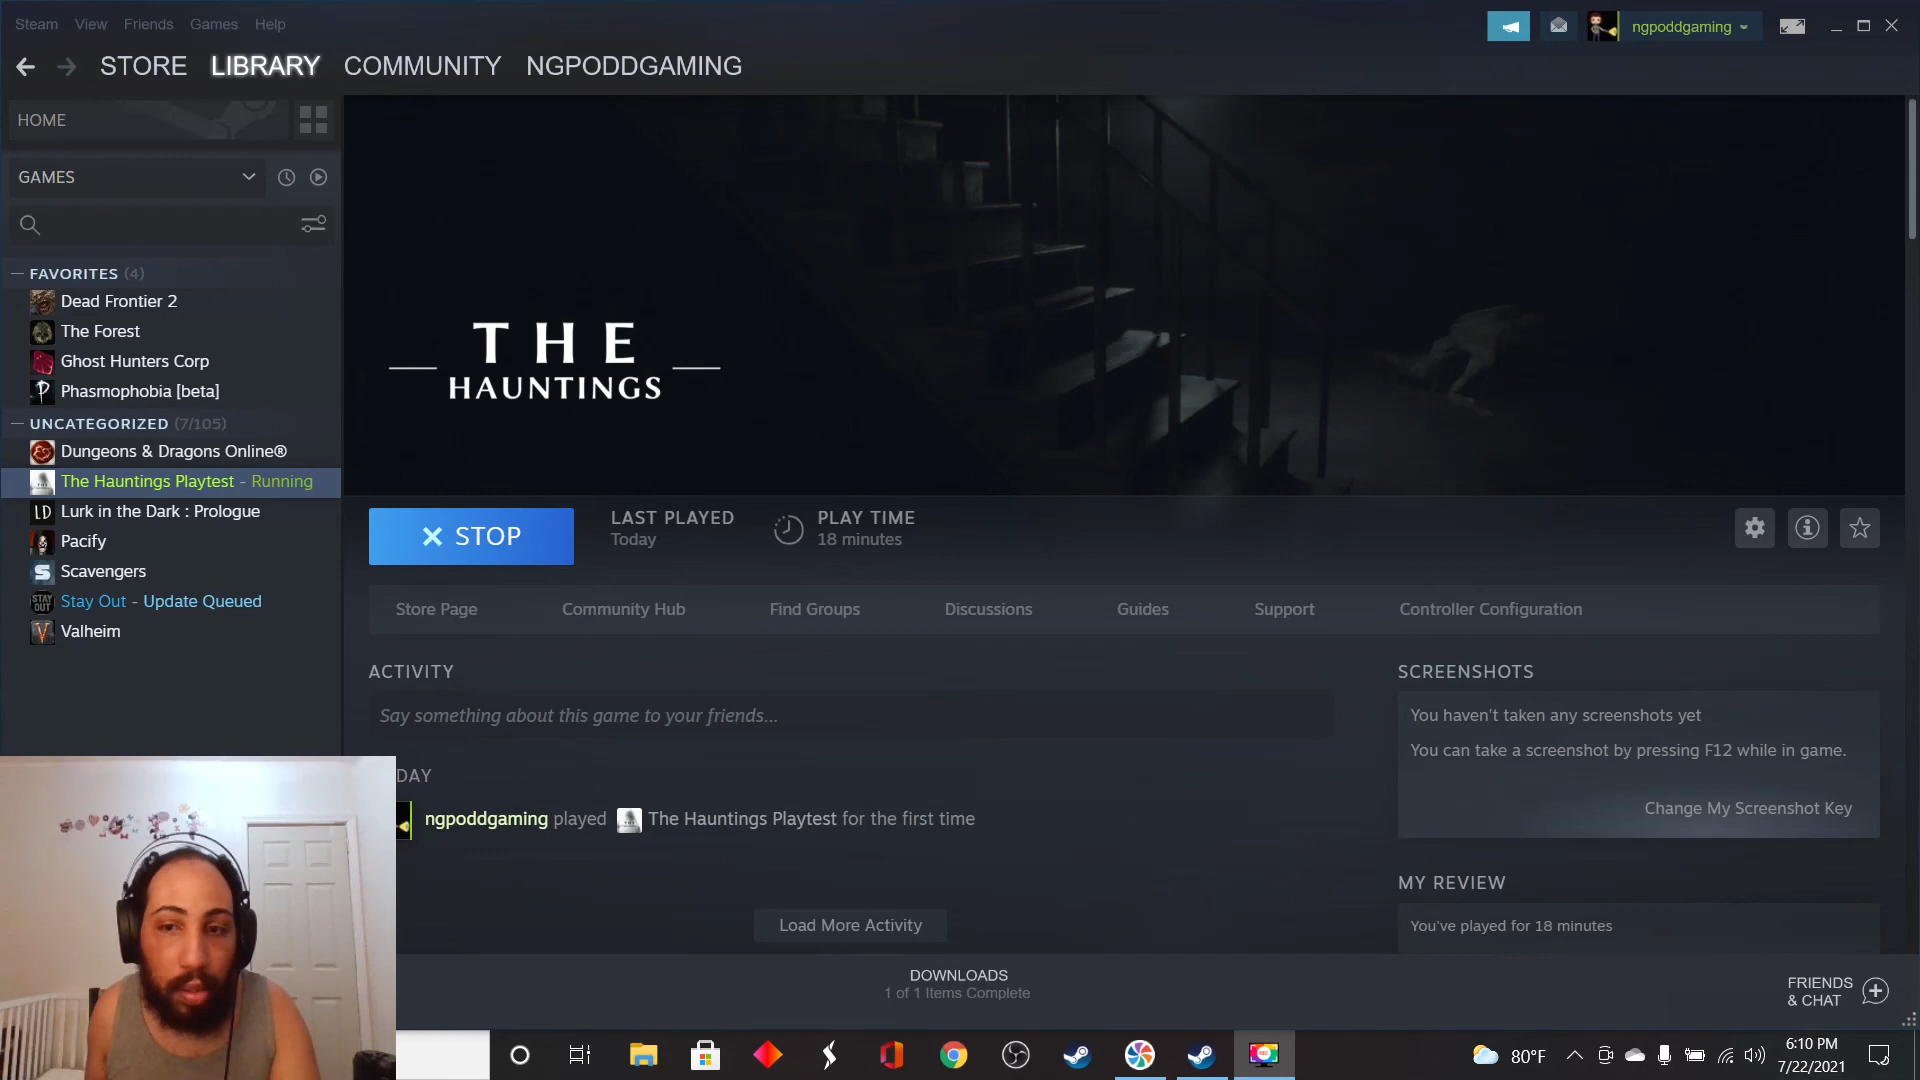 Steam View Friends Games Help
ngpoddgaming
STORE LIBRARY COMMUNITY NGPODDGAMING
HOME
GAMES
FAVORITES (4)
Dead Frontier 2
The Forest
Ghost Hunters Corp
Phasmophobia [beta]
UNCATEGORIZED (7/105)
Dungeons & Dragons Online®
The Hauntings Playtest - Running
Lurk in the Dark : Prologue
Pacify
Scavengers
Stay Out - Update Queued
Valheim
THE
HAUNTINGS
STOP
LAST PLAYED
Today
PLAY TIME
18 minutes
Store Page Community Hub Find Groups Discussions Guides Support Controller Configuration
ACTIVITY
Say something about this game to your friends...
DAY
ngpoddgaming played The Hauntings Playtest for the first time
Load More Activity
SCREENSHOTS
You haven't taken any screenshots yet
You can take a screenshot by pressing F12 while in game.
Change My Screenshot Key
MY REVIEW
You've played for 18 minutes
DOWNLOADS
1 of 1 Items Complete
FRIENDS
& CHAT
80°F
6:10 PM
7/22/2021